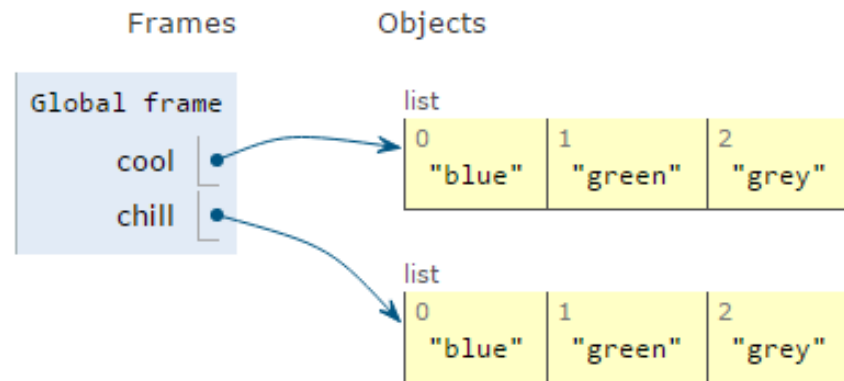 Frames Objects
Global frame
cool
chill
list
0 1 2
"blue" "green" "grey"
list
0 1 2
"blue" "green" "grey"